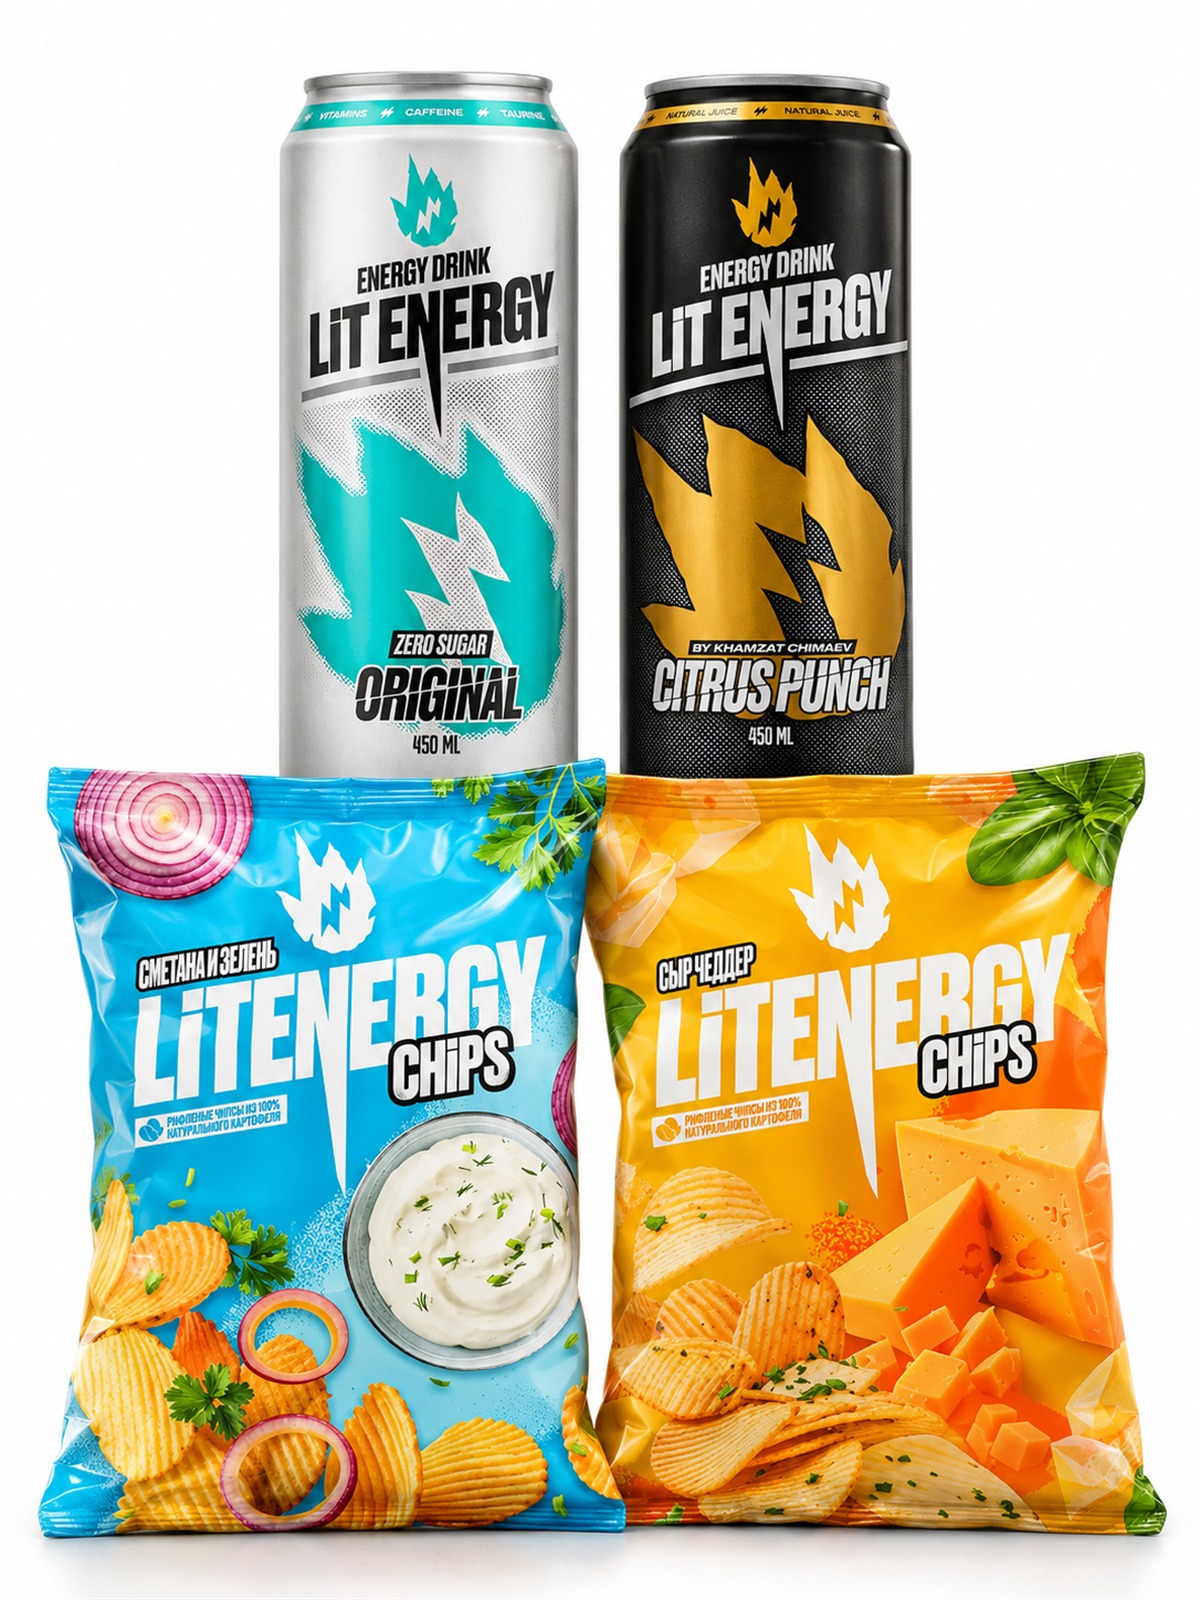 VITAMINS CAFFEINE TAURINE
ENERGY DRINK
LiT ENERGY
ZERO SUGAR
ORIGINAL
450 ML
NATURAL JUICE NATURAL JUICE
ENERGY DRINK
LiT ENERGY
BY KHAMZAT CHIMAEV
CITRUS PUNCH
450 ML
СМЕТАНА И ЗЕЛЕНЬ
LiTENERGY
CHiPS
РИФЛЕНЫЕ ЧИПСЫ ИЗ 100%
НАТУРАЛЬНОГО КАРТОФЕЛЯ
СЫР ЧЕДДЕР
LiTENERGY
CHiPS
РИФЛЕНЫЕ ЧИПСЫ ИЗ 100%
НАТУРАЛЬНОГО КАРТОФЕЛЯ